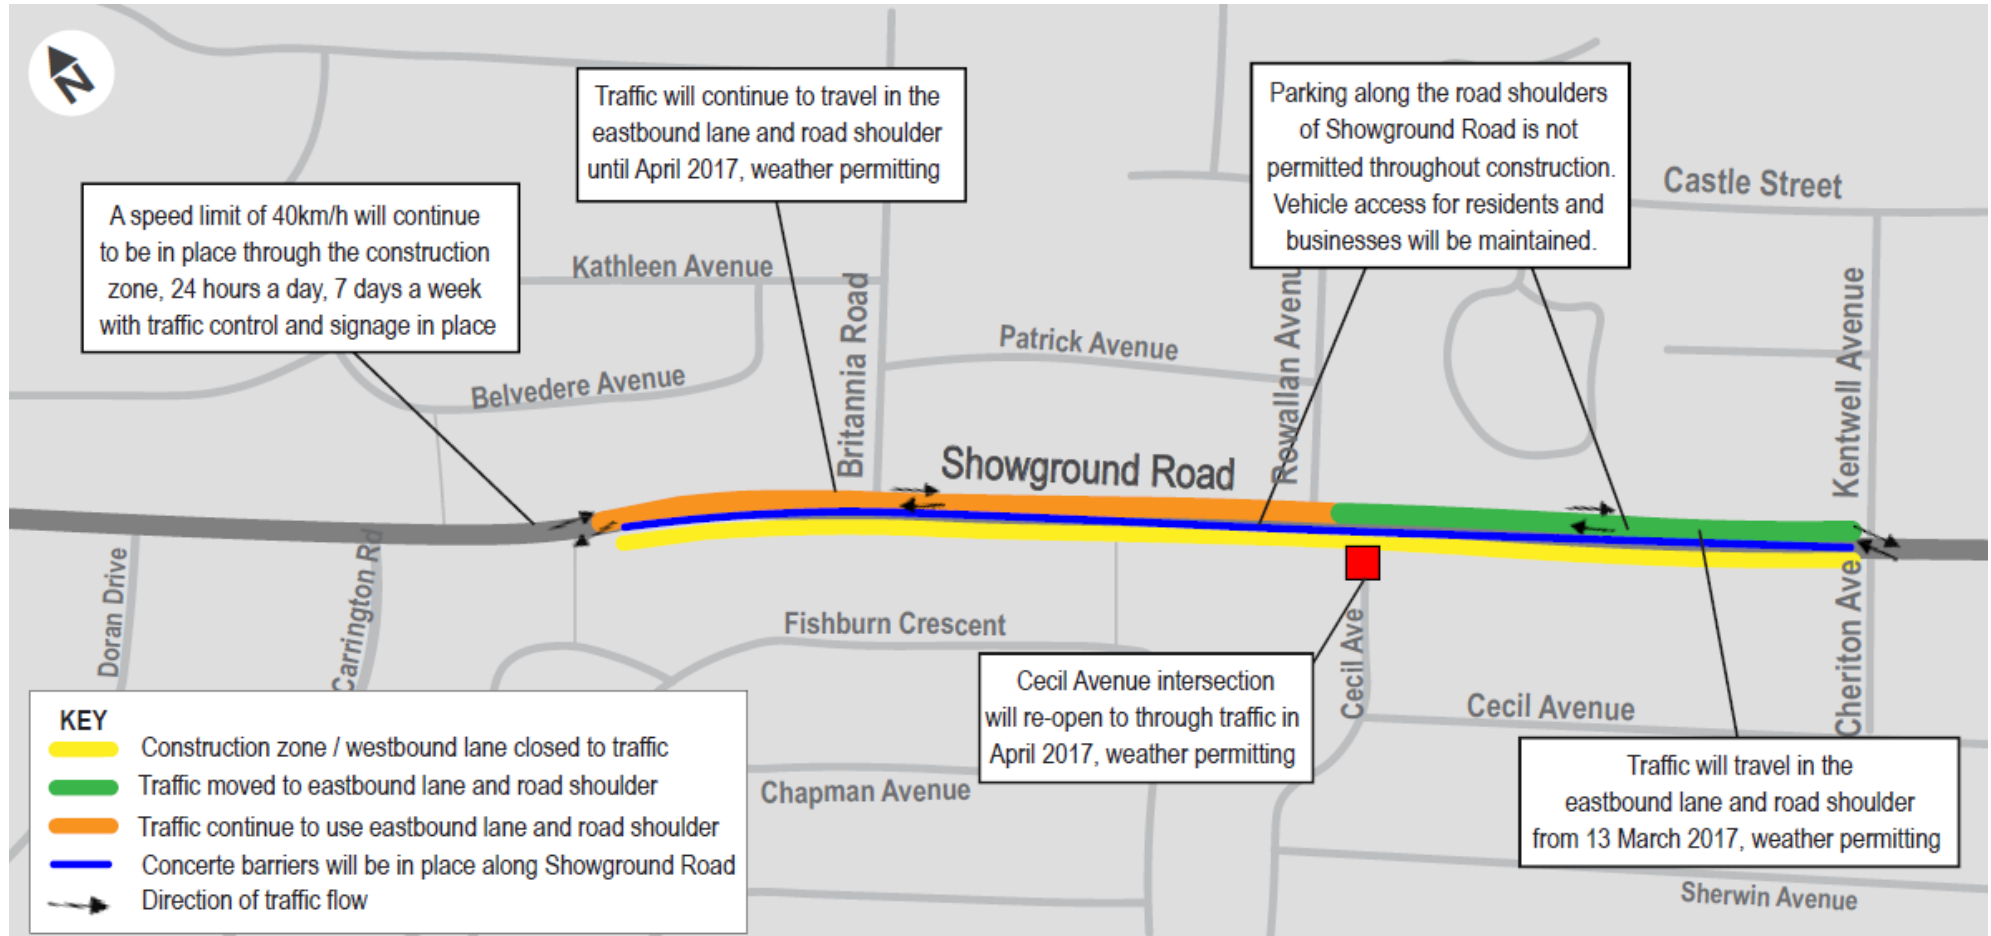 N
Traffic will continue to travel in the
eastbound lane and road shoulder
until April 2017, weather permitting
Parking along the road shoulders
of Showground Road is not
permitted throughout construction.
Vehicle access for residents and
businesses will be maintained.
A speed limit of 40km/h will continue
to be in place through the construction
zone, 24 hours a day, 7 days a week
with traffic control and signage in place
Castle Street
Kathleen Avenue
Belvedere Avenue
Britannia Road
Patrick Avenue
Rowallan Avenu
Kentwell Avenue
Showground Road
Doran Drive
Carrington Rd
Fishburn Crescent
Cecil Ave
Cheriton Ave
Cecil Avenue
Cecil Avenue intersection
will re-open to through traffic in
April 2017, weather permitting
Traffic will travel in the
eastbound lane and road shoulder
from 13 March 2017, weather permitting
Chapman Avenue
Sherwin Avenue
KEY
Construction zone / westbound lane closed to traffic
Traffic moved to eastbound lane and road shoulder
Traffic continue to use eastbound lane and road shoulder
Concerte barriers will be in place along Showground Road
Direction of traffic flow